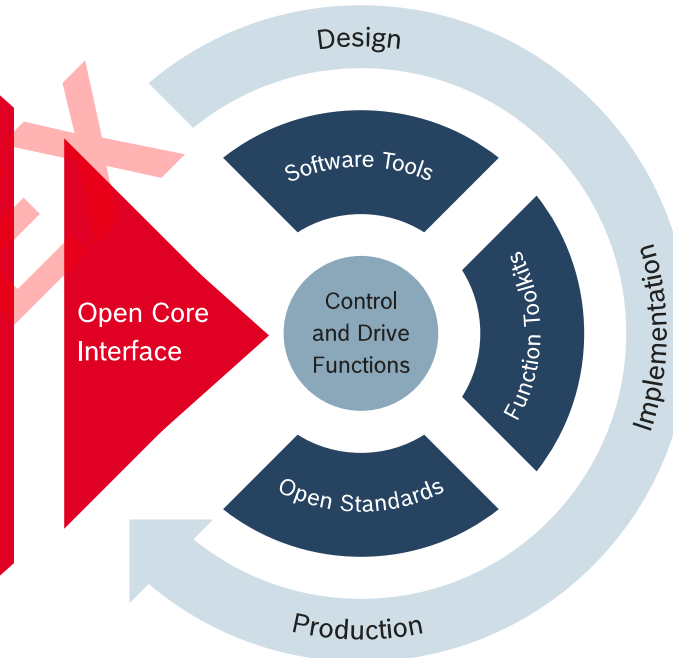 Design
Software Tools
Function Toolkits
Implementation
Open Core
Interface
Control
and Drive
Functions
Open Standards
Production